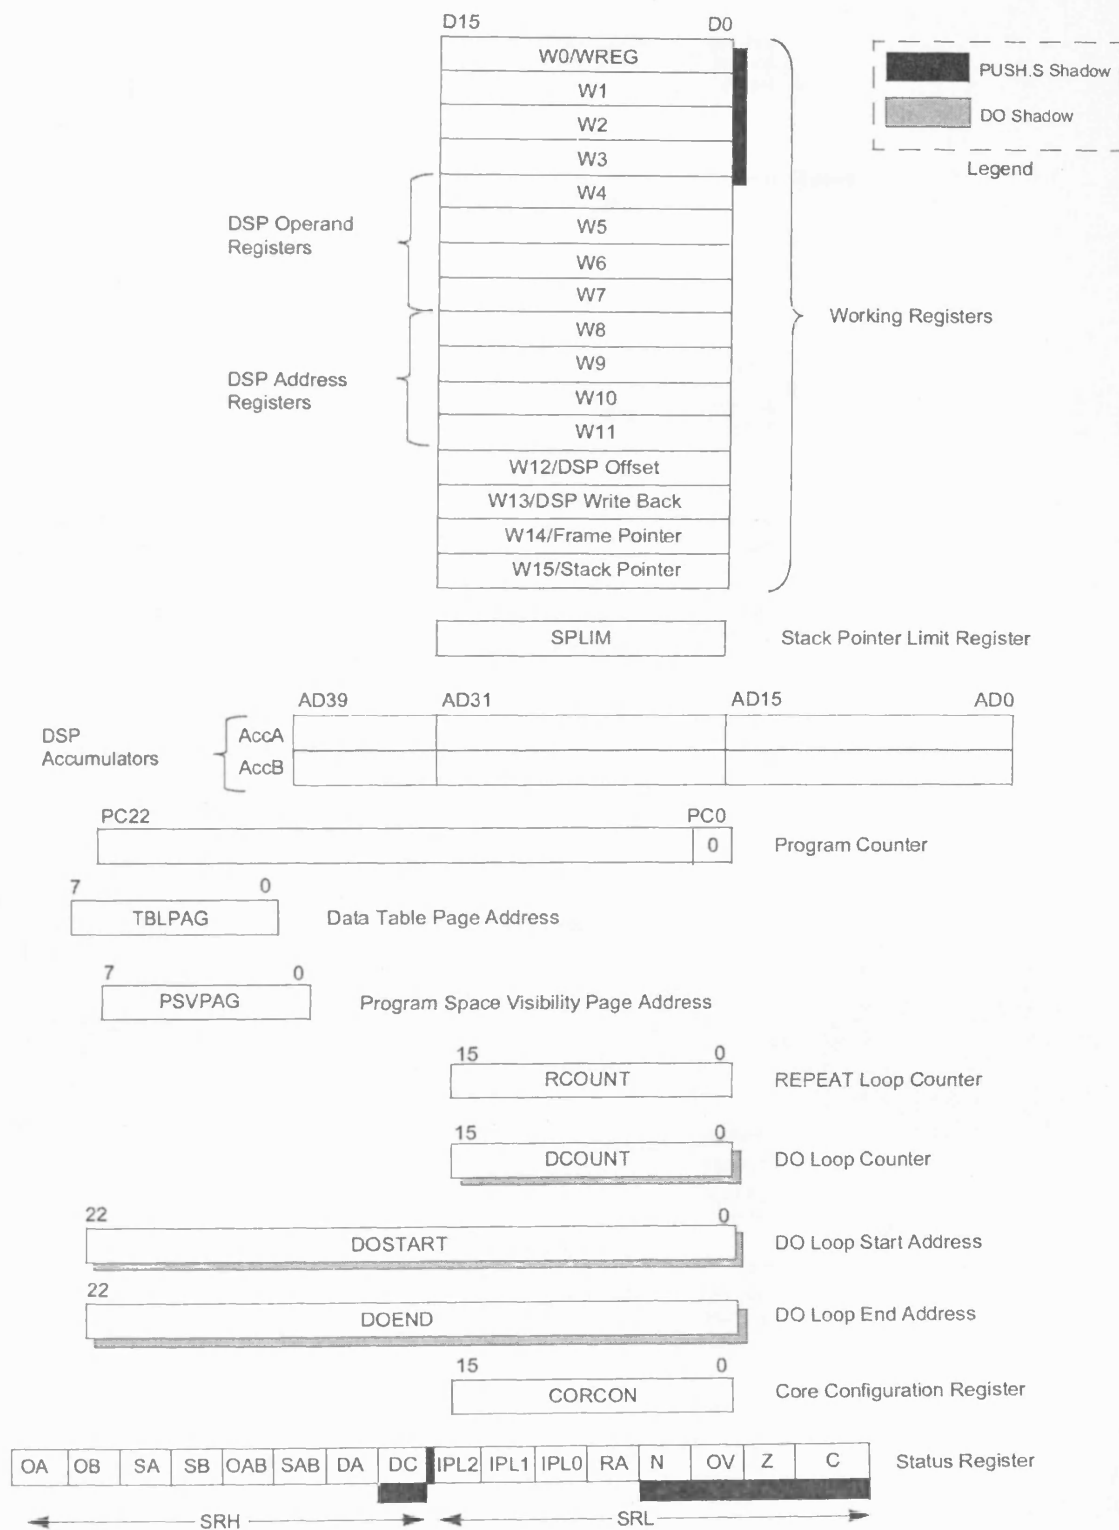 D15 D0
W0/WREG
PUSH.S Shadow
W1
DO Shadow
W2
W3
Legend
W4
DSP Operand
Registers
W5
W6
W7
Working Registers
W8
W9
DSP Address
Registers
W10
W11
W12/DSP Offset
W13/DSP Write Back
W14/Frame Pointer
W15/Stack Pointer
SPLIM Stack Pointer Limit Register
AD39 AD31 AD15 AD0
DSP
Accumulators
AccA
AccB
PC22 PC0
0 Program Counter
7 0
TBLPAG Data Table Page Address
7 0
PSVPAG Program Space Visibility Page Address
15 0
RCOUNT REPEAT Loop Counter
15 0
DCOUNT DO Loop Counter
22 0
DOSTART DO Loop Start Address
22
DOEND DO Loop End Address
15 0
CORCON Core Configuration Register
OA OB SA SB OAB SAB DA DC IPL2 IPL1 IPL0 RA N OV Z C Status Register
SRH SRL